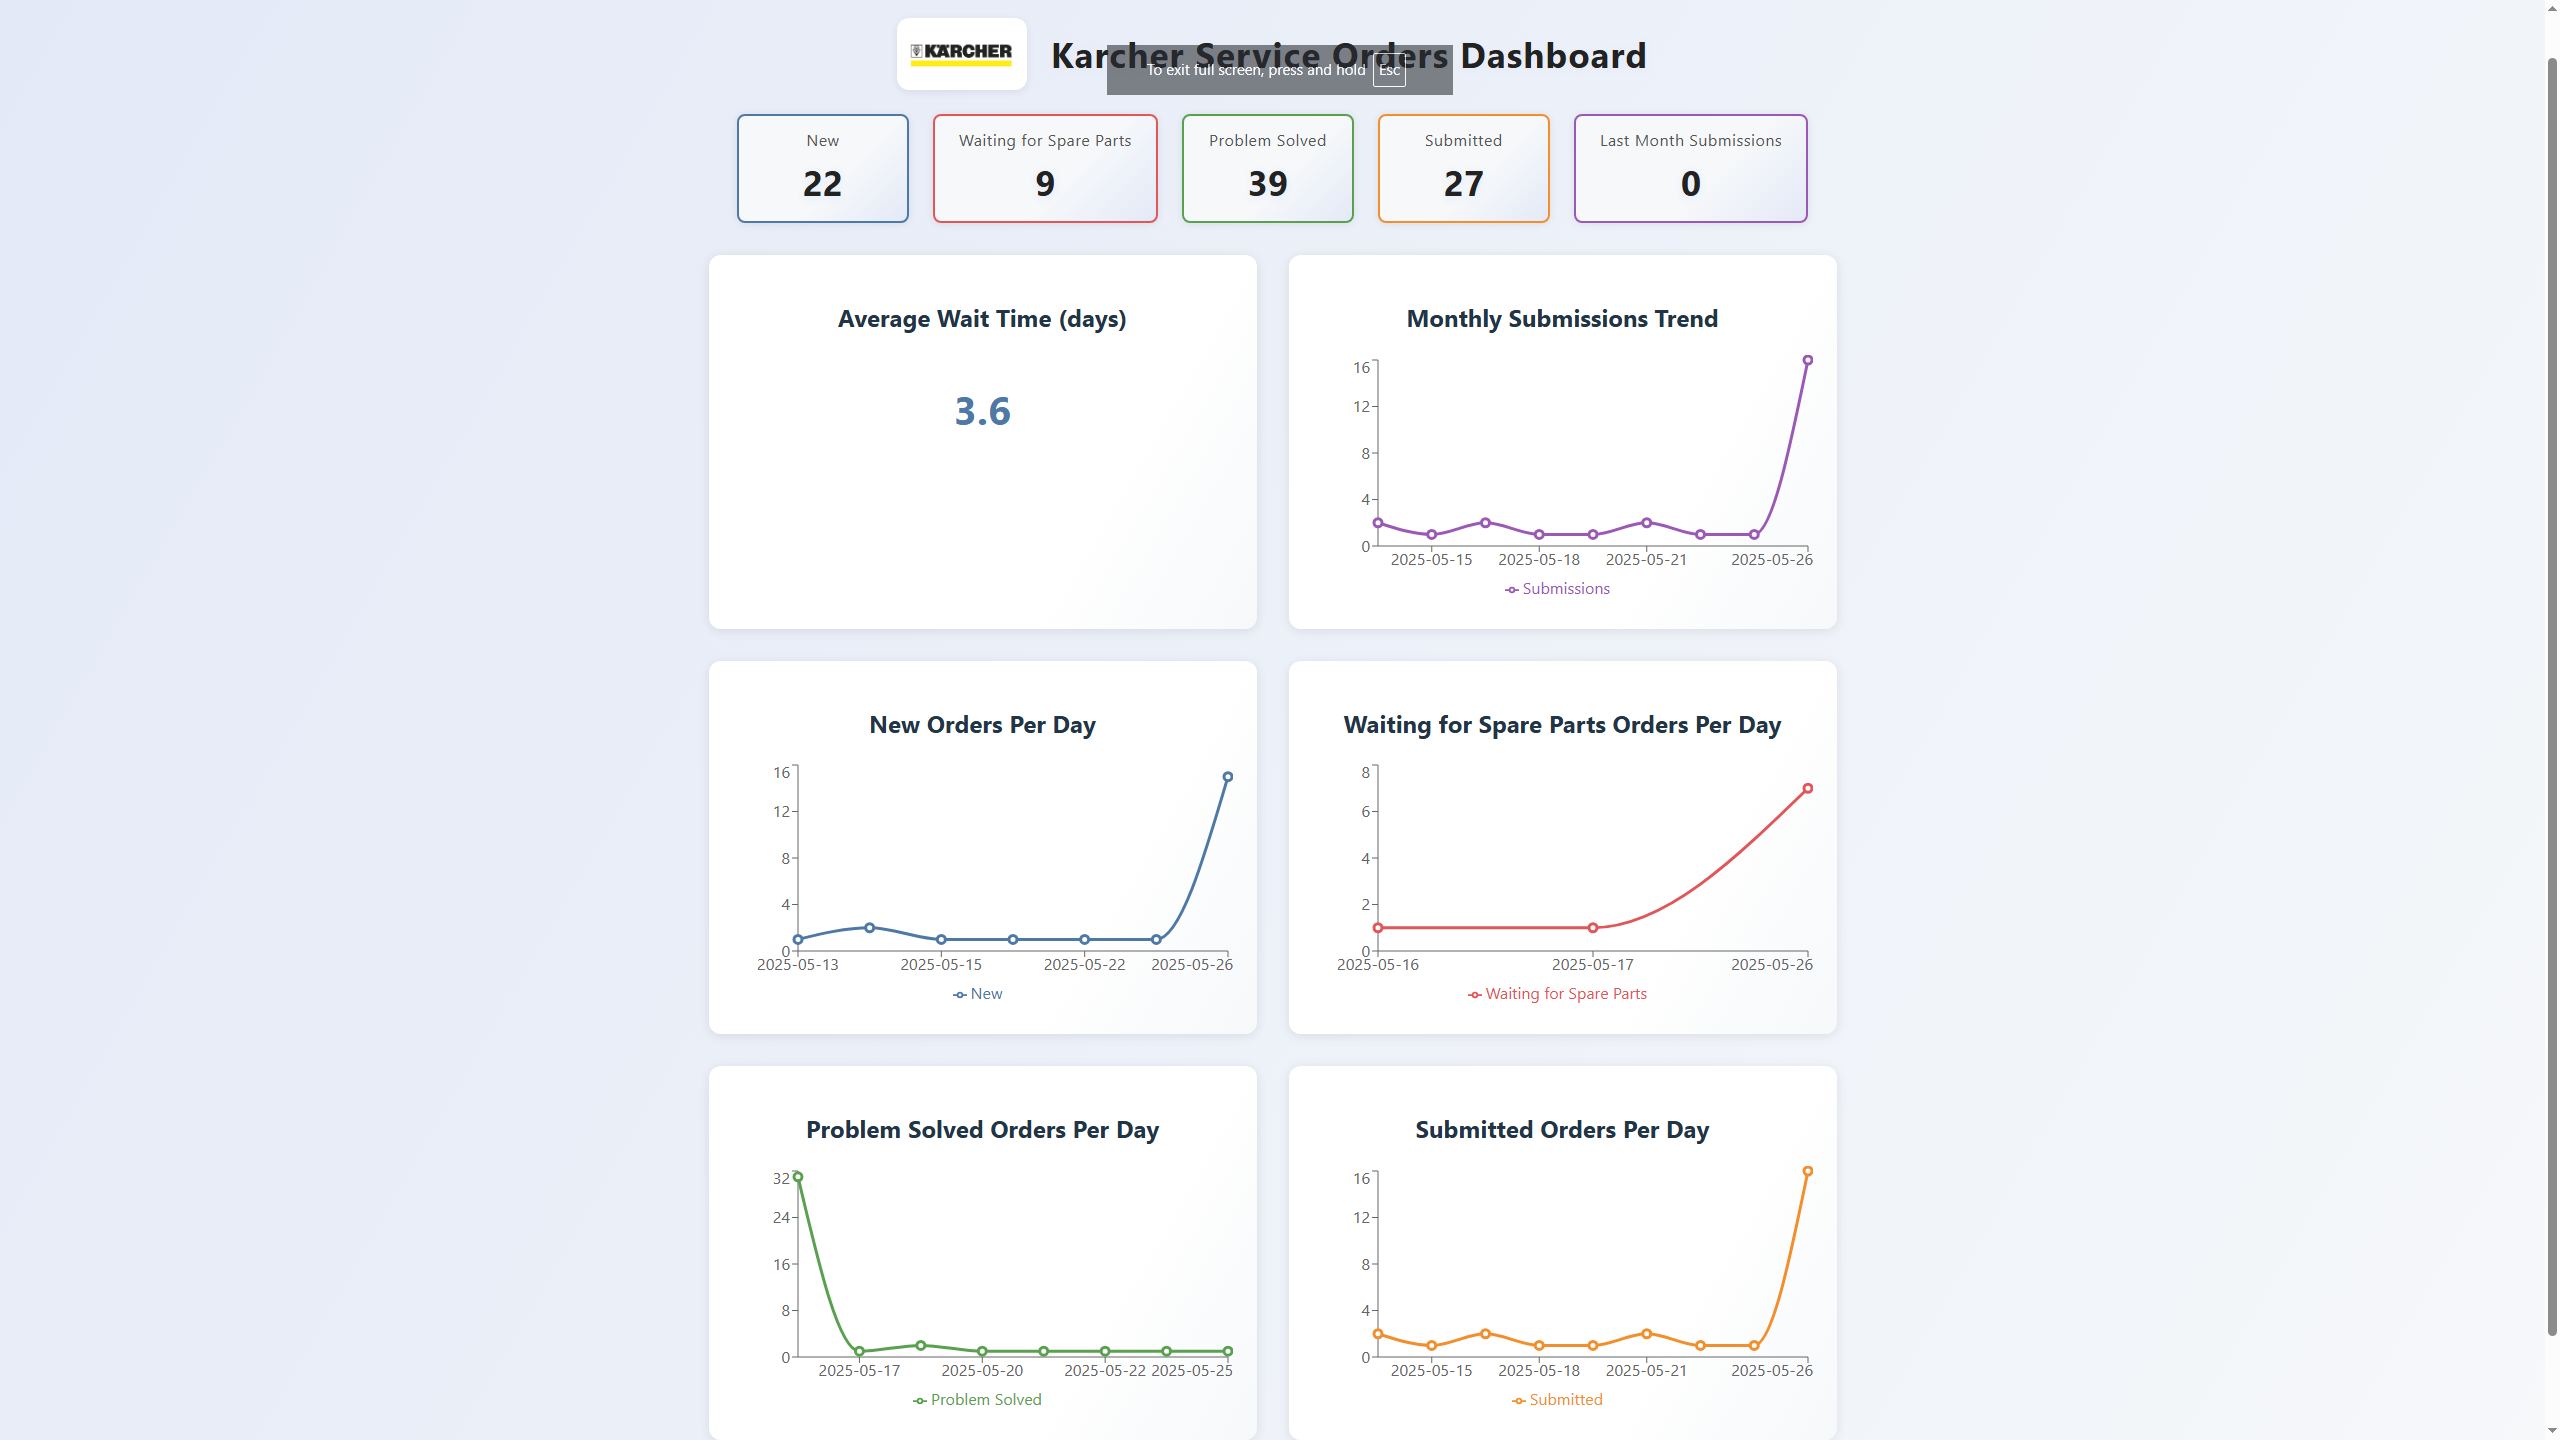 KÄRCHER
Karcher Service Orders Dashboard
To exit full screen, press and hold Esc
New
22
Waiting for Spare Parts
9
Problem Solved
39
Submitted
27
Last Month Submissions
0
Average Wait Time (days)
3.6
Monthly Submissions Trend
16
12
8
4
0
2025-05-15 2025-05-18 2025-05-21 2025-05-26
Submissions
New Orders Per Day
16
12
8
4
0
2025-05-13 2025-05-15 2025-05-22 2025-05-26
New
Waiting for Spare Parts Orders Per Day
8
6
4
2
0
2025-05-16 2025-05-17 2025-05-26
Waiting for Spare Parts
Problem Solved Orders Per Day
32
24
16
8
0
2025-05-17 2025-05-20 2025-05-22 2025-05-25
Problem Solved
Submitted Orders Per Day
16
12
8
4
0
2025-05-15 2025-05-18 2025-05-21 2025-05-26
Submitted